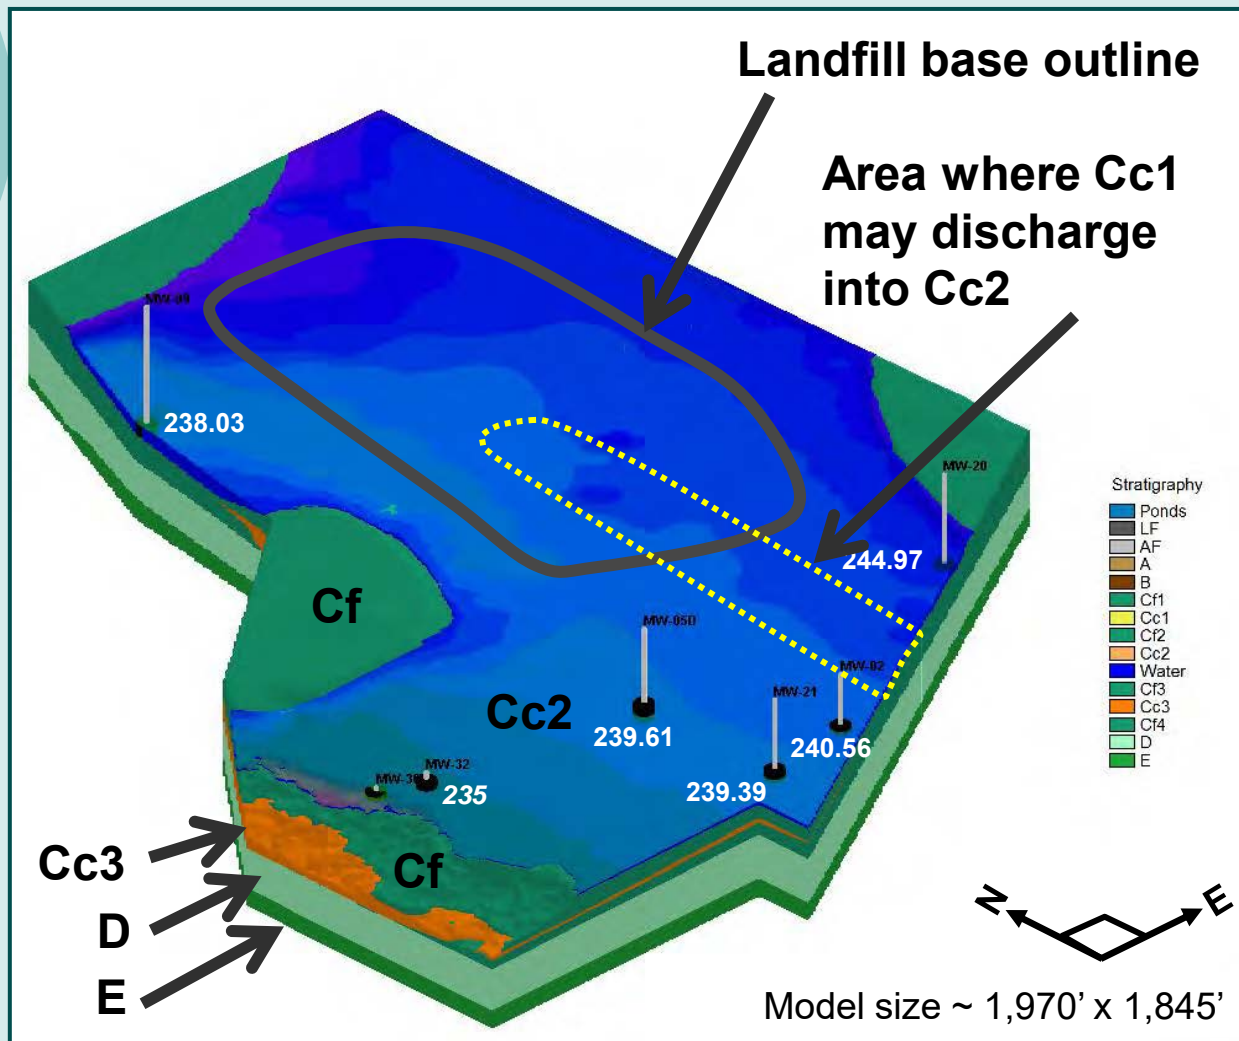 Landfill base outline
Area where Cc1
may discharge
into Cc2
MW-09
238.03
MW-20
244.97
Stratigraphy
Ponds
LF
AF
A
B
Cf1
Cc1
Cf2
Cc2
Water
Cf3
Cc3
Cf4
D
E
Cf
MW-05D
239.61
MW-02
240.56
MW-21
239.39
Cc2
MW-32
235
Cf
Cc3
D
E
N
E
Model size ~ 1,970’ x 1,845’